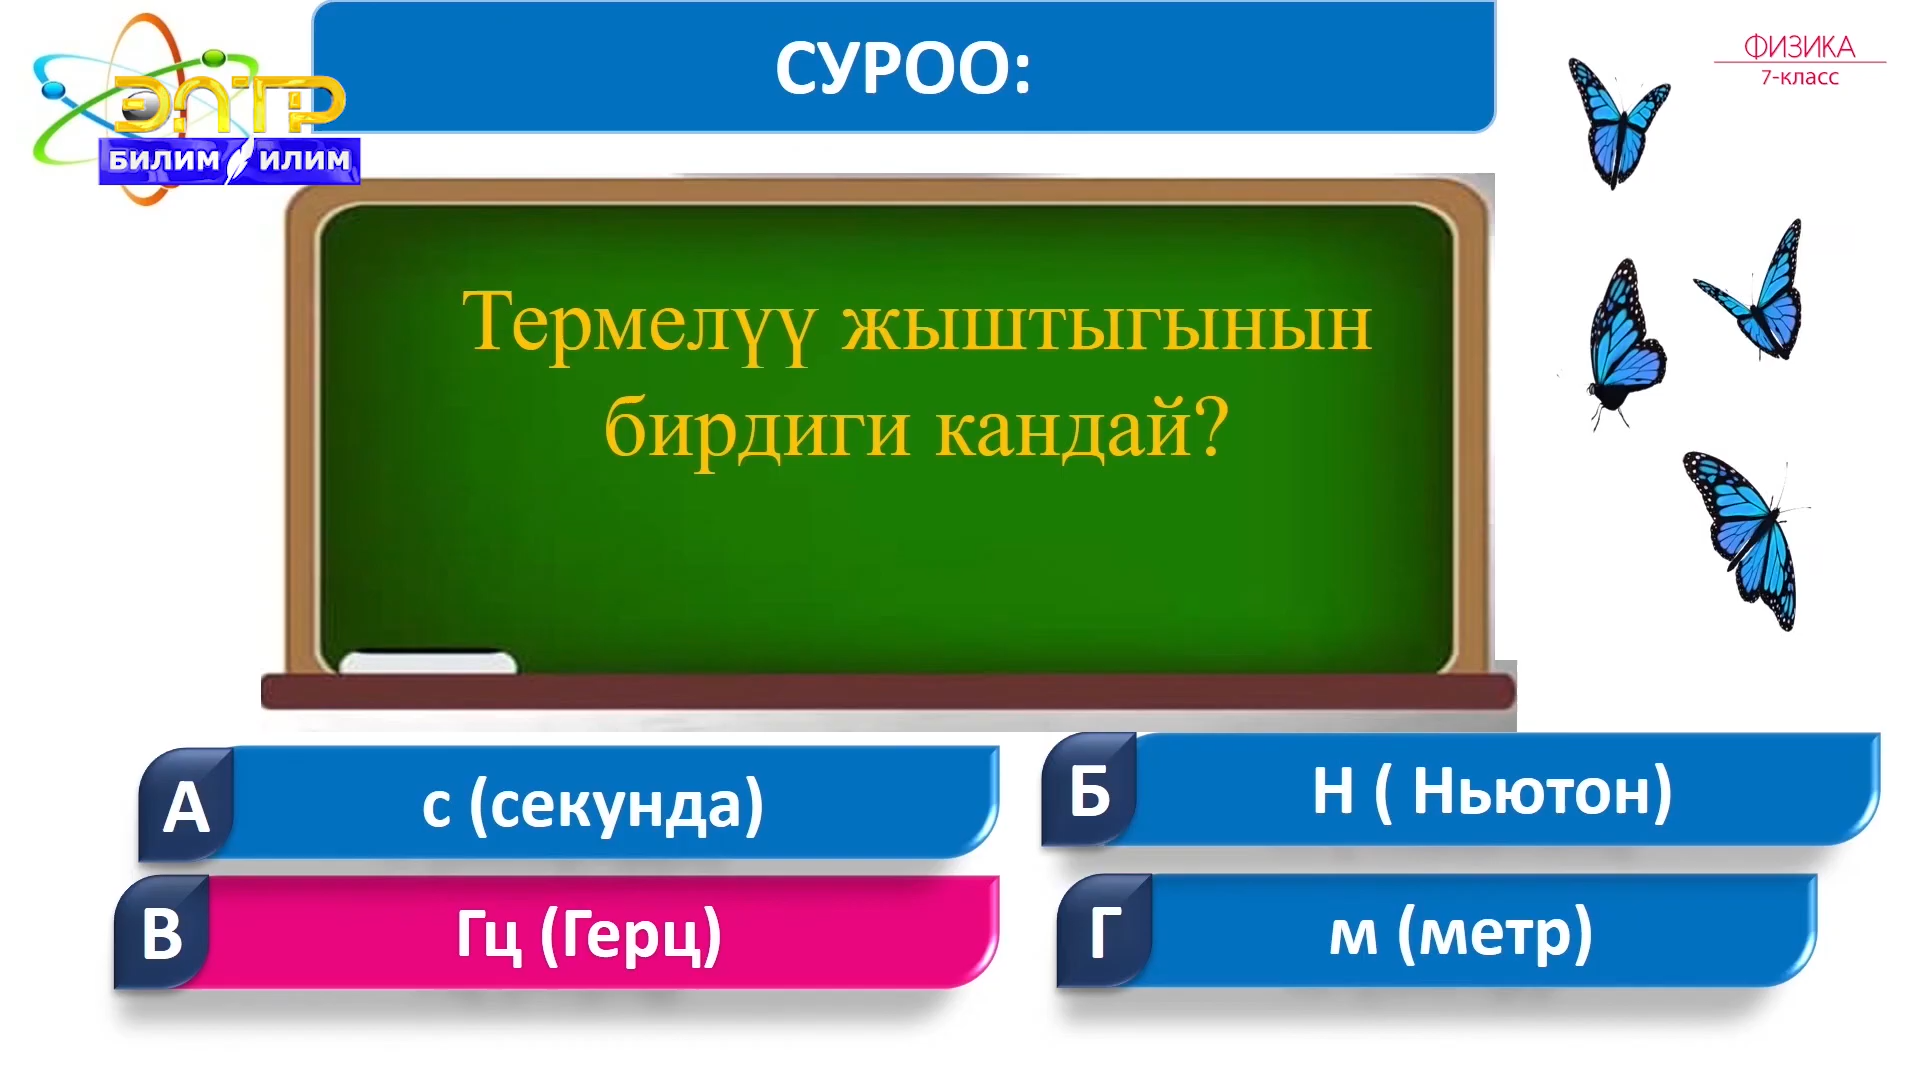 СУРОО:
ФИЗИКА
7-класс
ЭЛТР
БИЛИМ ИЛИМ
Термелүү жыштыгынын
бирдиги кандай?
А
с (секунда)
Б
Н ( Ньютон)
В
Гц (Герц)
Г
м (метр)